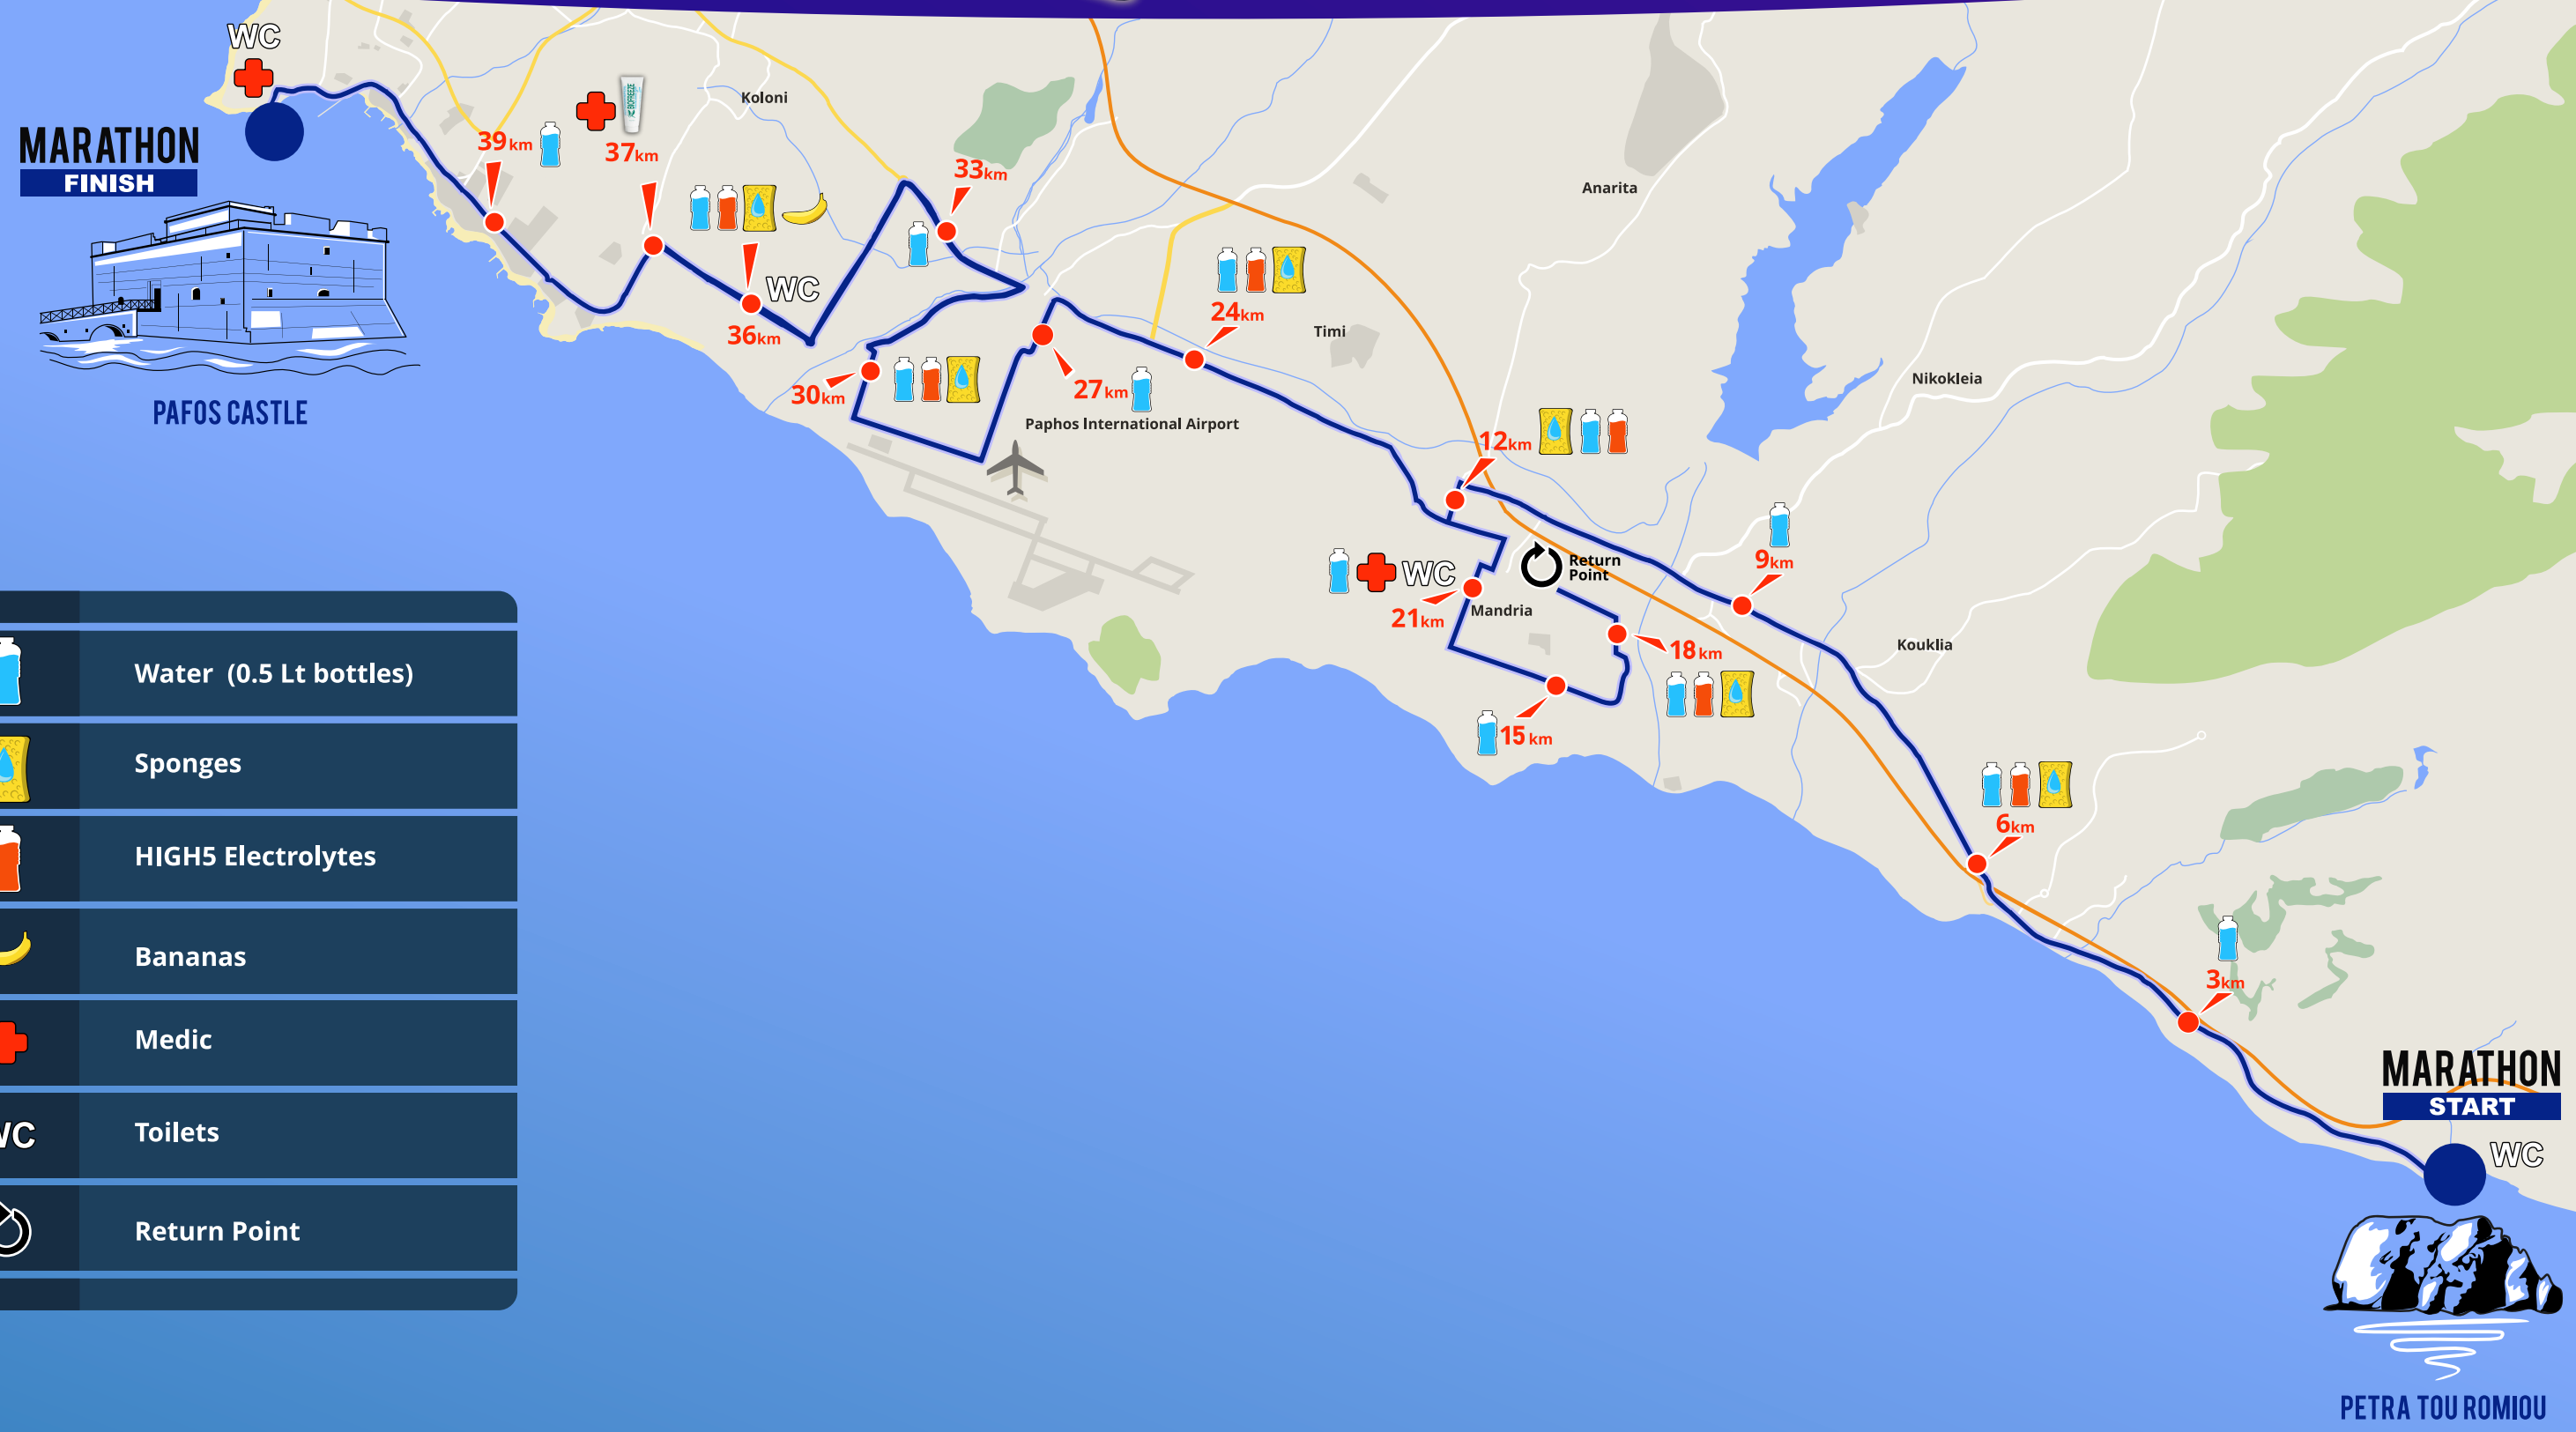 WC
MARATHON
FINISH
PAFOS CASTLE
39km
37km
BIOFREEZE
Koloni
33km
36km
WC
30km
27km
24km
Timi
Anarita
Paphos International Airport
Nikokleia
12km
9km
Return
Point
WC
21km
Mandria
18km
Kouklia
15km
6km
3km
MARATHON
START
WC
PETRA TOU ROMIOU
Water (0.5 Lt bottles)
Sponges
HIGH5 Electrolytes
Bananas
Medic
WC
Toilets
Return Point